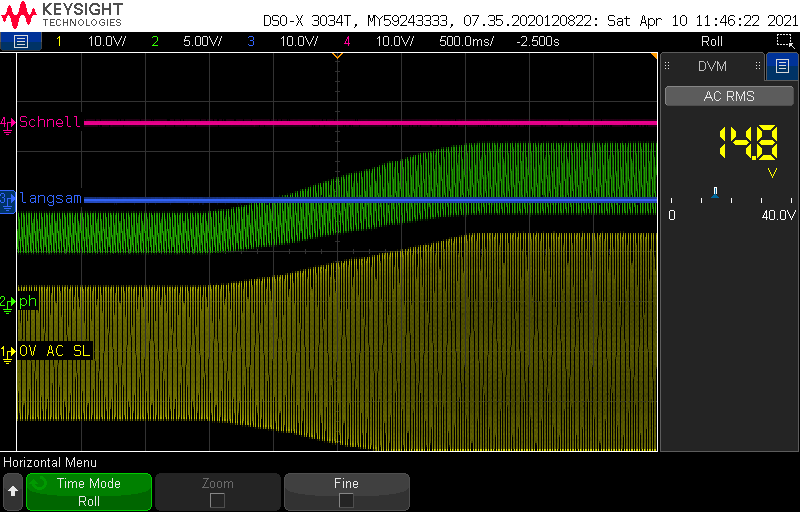 KEYSIGHT
TECHNOLOGIES
DSO-X 3034T, MY59243333, 07.35.2020120822: Sat Apr 10 11:46:22 2021
1 10.0V/ 2 5.00V/ 3 10.0V/ 4 10.0V/ 500.0ms/ -2.500s Roll
DVM
AC RMS
14.8
V
0 40.0V
4 Schnell
3 langsam
2 ph
1 0V AC SL
Horizontal Menu
Time Mode
Roll
Zoom
Fine